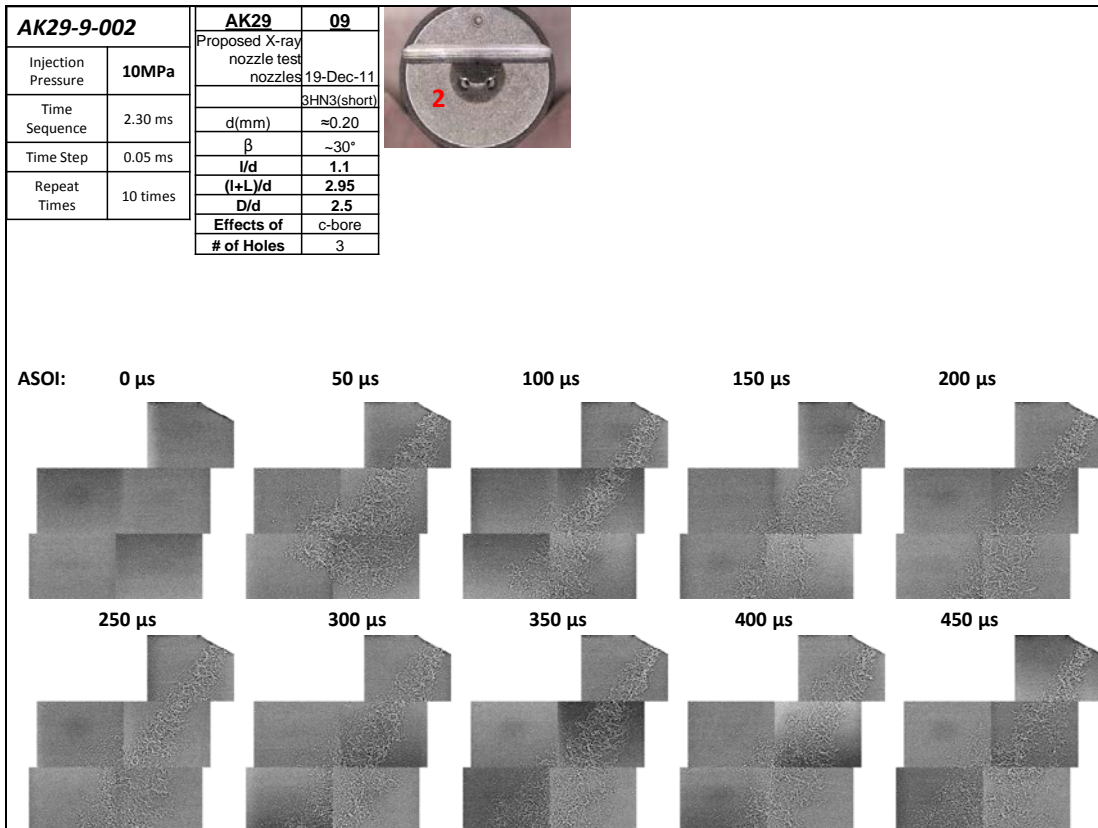 AK29-9-002
Injection Pressure 10MPa
Time Sequence 2.30 ms
Time Step 0.05 ms
Repeat Times 10 times
AK29 09
Proposed X-ray nozzle test nozzles 19-Dec-11
3HN3(short)
d(mm) ≈0.20
β ~30°
l/d 1.1
(l+L)/d 2.95
D/d 2.5
Effects of c-bore
# of Holes 3
2
ASOI: 0 μs 50 μs 100 μs 150 μs 200 μs
250 μs 300 μs 350 μs 400 μs 450 μs